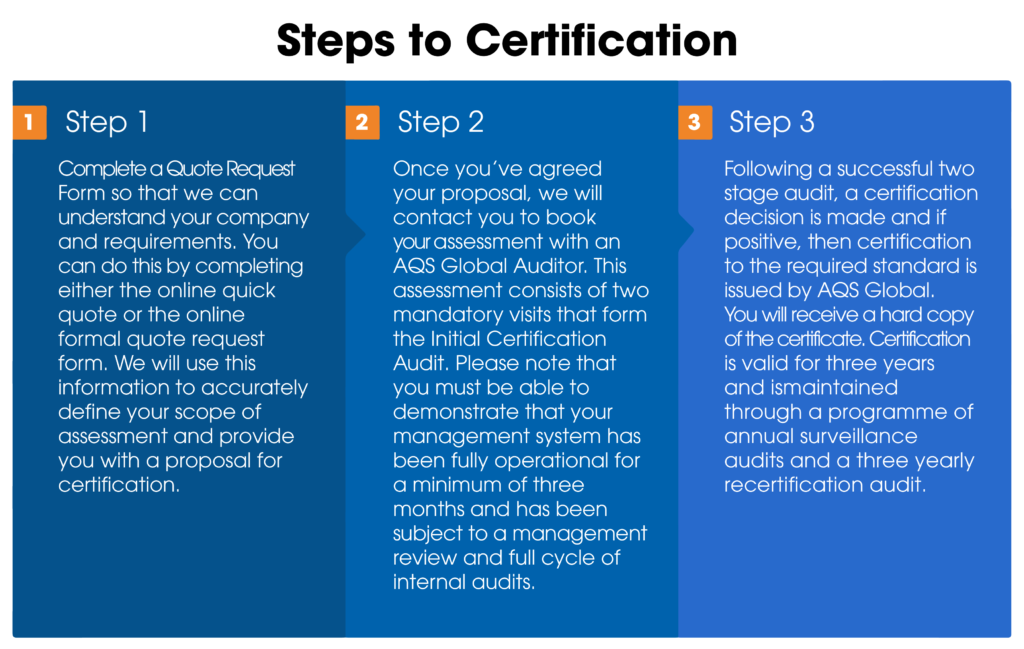 Steps to Certification
1 Step 1
Complete a Quote Request
Form so that we can
understand your company
and requirements. You
can do this by completing
either the online quick
quote or the online
formal quote request
form. We will use this
information to accurately
define your scope of
assessment and provide
you with a proposal for
certification.
2 Step 2
Once you've agreed
your proposal, we will
contact you to book
your assessment with an
AQS Global Auditor. This
assessment consists of two
mandatory visits that form
the Initial Certification
Audit. Please note that
you must be able to
demonstrate that your
management system has
been fully operational for
a minimum of three
months and has been
subject to a management
review and full cycle of
internal audits.
3 Step 3
Following a successful two
stage audit, a certification
decision is made and if
positive, then certification
to the required standard is
issued by AQS Global.
You will receive a hard copy
of the certificate. Certification
is valid for three years
and ismaintained
through a programme of
annual surveillance
audits and a three yearly
recertification audit.